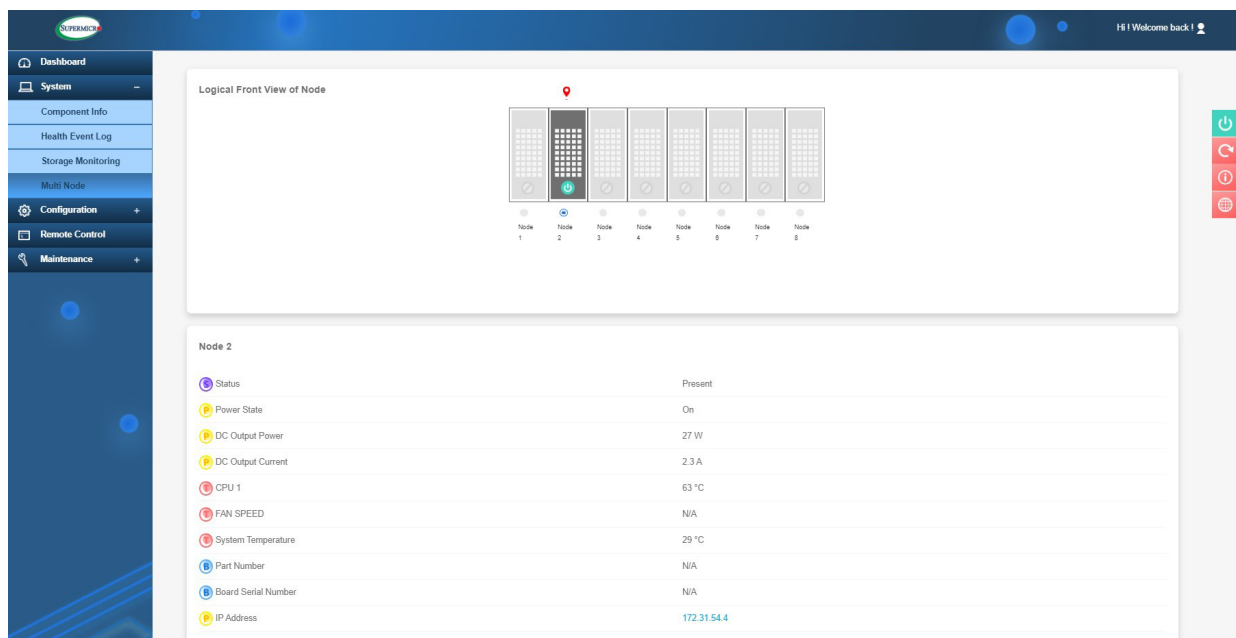 SUPERMICR
Hi ! Welcome back !
Dashboard
System –
Component Info
Health Event Log
Storage Monitoring
Multi Node
Configuration +
Remote Control
Maintenance +
Logical Front View of Node
Node 1
Node 2
Node 3
Node 4
Node 5
Node 6
Node 7
Node 8
Node 2
S Status Present
P Power State On
P DC Output Power 27 W
P DC Output Current 2.3 A
T CPU 1 63 °C
T FAN SPEED N/A
T System Temperature 29 °C
B Part Number N/A
B Board Serial Number N/A
P IP Address 172.31.54.4